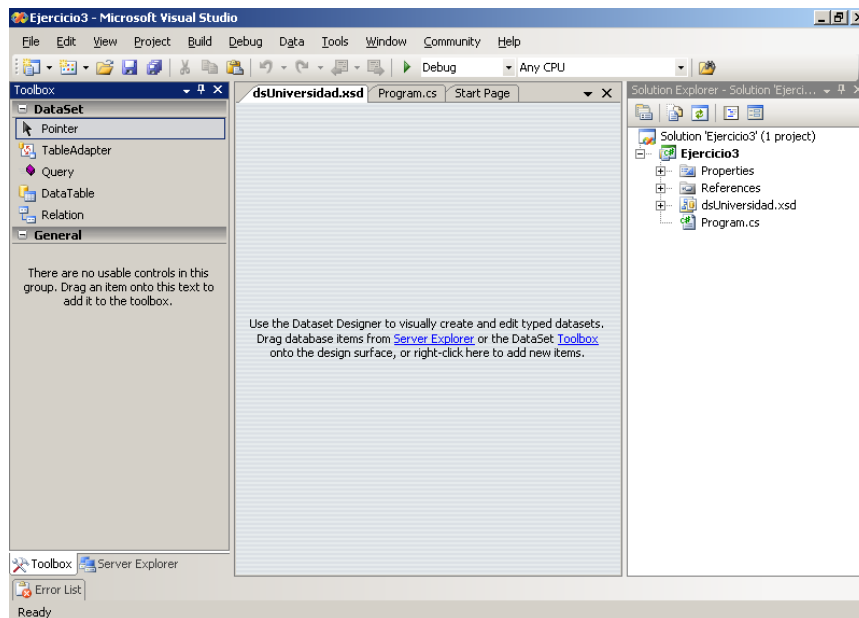 Ejercicio3 - Microsoft Visual Studio
File Edit View Project Build Debug Data Tools Window Community Help
Debug Any CPU
Toolbox
DataSet
Pointer
TableAdapter
Query
DataTable
Relation
General
There are no usable controls in this
group. Drag an item onto this text to
add it to the toolbox.
Toolbox Server Explorer
dsUniversidad.xsd Program.cs Start Page
Use the Dataset Designer to visually create and edit typed datasets.
Drag database items from Server Explorer or the DataSet Toolbox
onto the design surface, or right-click here to add new items.
Solution Explorer - Solution 'Ejerci...
Solution 'Ejercicio3' (1 project)
Ejercicio3
Properties
References
dsUniversidad.xsd
Program.cs
Error List
Ready